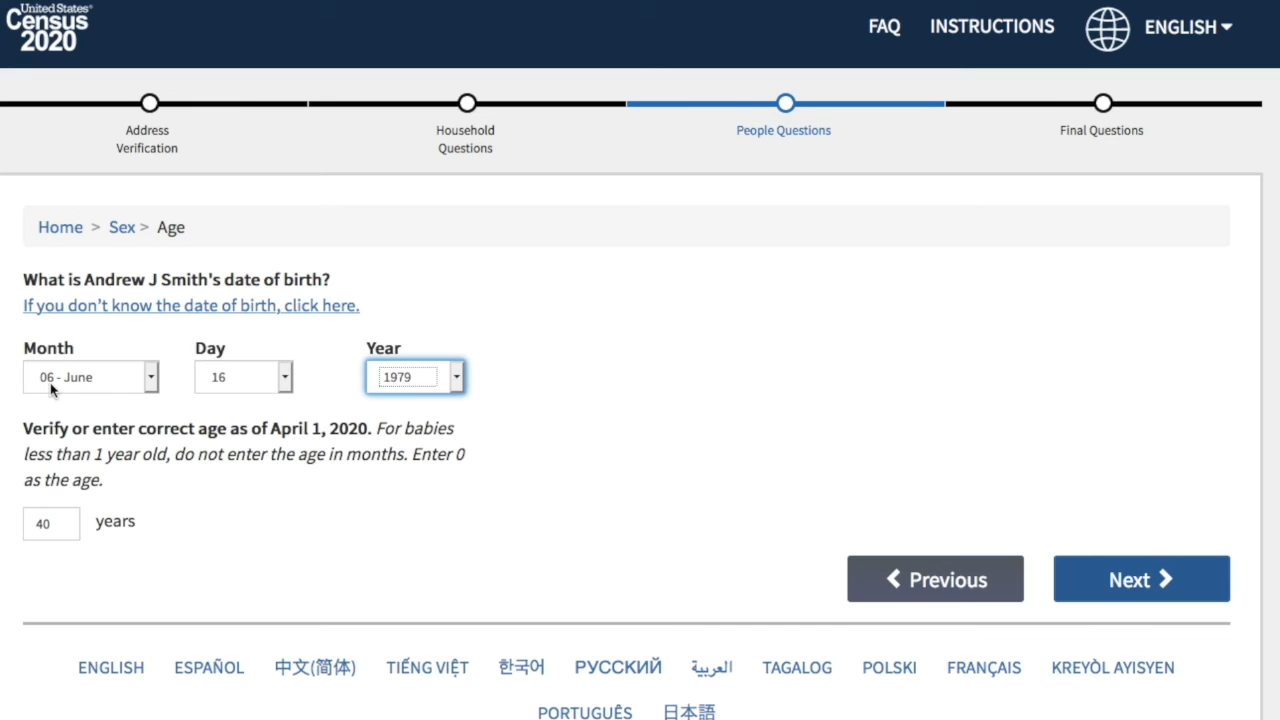 United States®
Census
2020
FAQ
INSTRUCTIONS
ENGLISH
Address
Verification
Household
Questions
People Questions
Final Questions
Home > Sex > Age
What is Andrew J Smith's date of birth?
If you don't know the date of birth, click here.
Month Day Year
06 - June 16 1979
Verify or enter correct age as of April 1, 2020. For babies
less than 1 year old, do not enter the age in months. Enter 0
as the age.
40 years
Previous Next
ENGLISH ESPAÑOL 中文(简体) TIẾNG VIỆT 한국어 РУССКИЙ العربية TAGALOG POLSKI FRANÇAIS KREYÒL AYISYEN
PORTUGUÊS 日本語